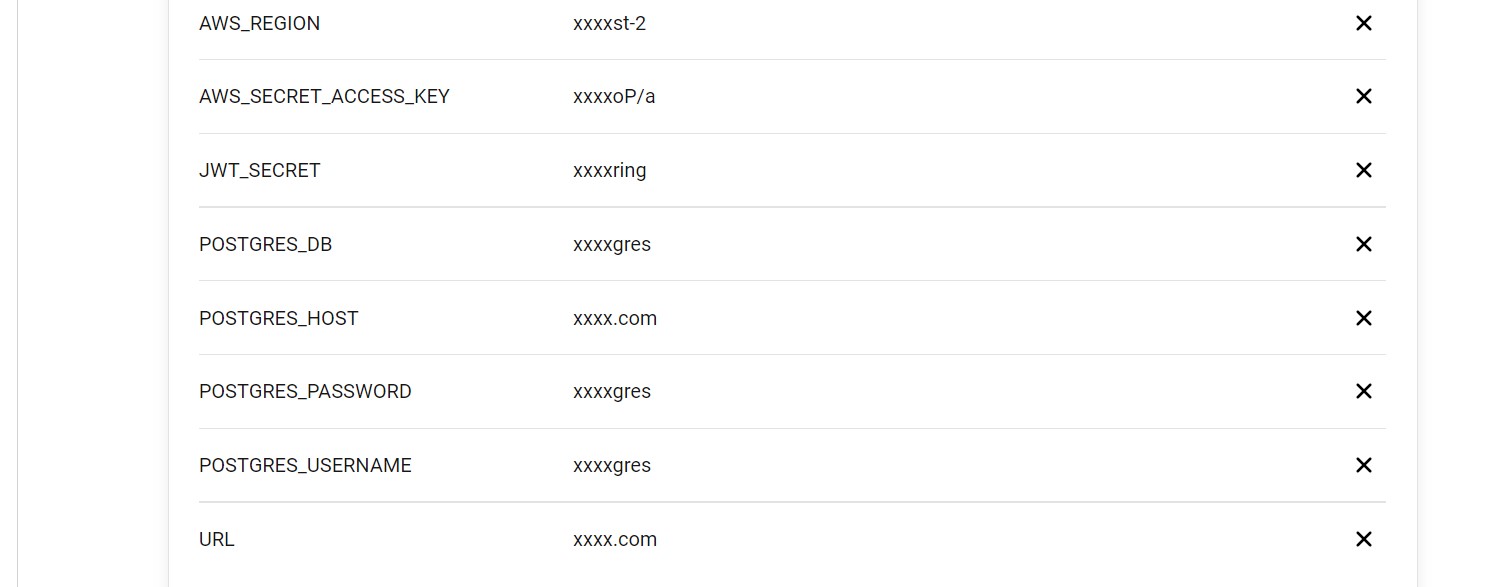 AWS_REGION xxxxst-2
AWS_SECRET_ACCESS_KEY xxxxoP/a
JWT_SECRET xxxxring
POSTGRES_DB xxxxgres
POSTGRES_HOST xxxx.com
POSTGRES_PASSWORD xxxxgres
POSTGRES_USERNAME xxxxgres
URL xxxx.com